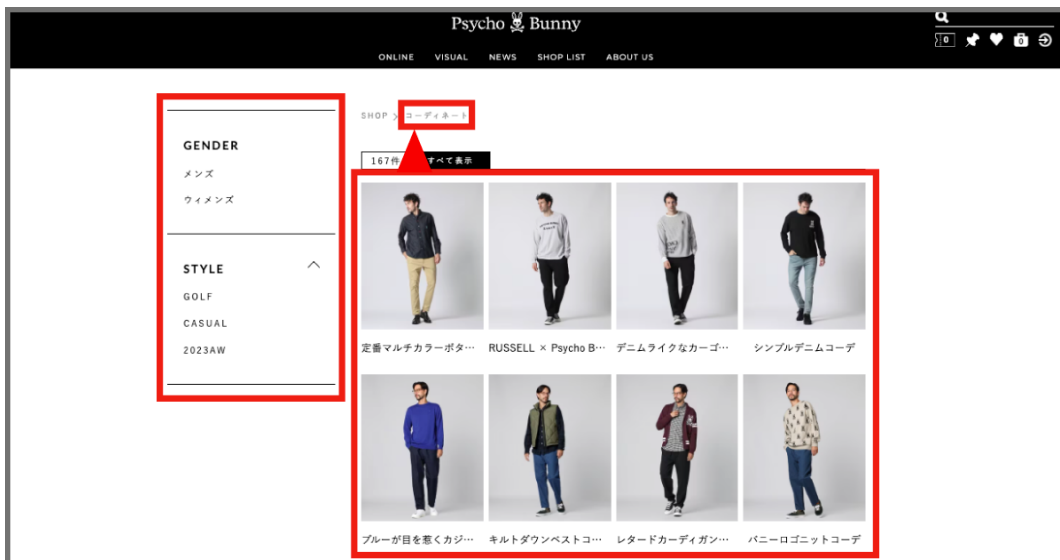 Psycho Bunny
ONLINE VISUAL NEWS SHOP LIST ABOUT US
0
0
SHOP > コーディネート
167件 すべて表示
GENDER
メンズ
ウィメンズ
STYLE
GOLF
CASUAL
2023AW
定番マルチカラーボタ… RUSSELL × Psycho B… デニムライクなカーゴ… シンプルデニムコーデ
ブルーが目を惹くカジ… キルトダウンベストコ… レタードカーディガン… バニーロゴニットコーデ